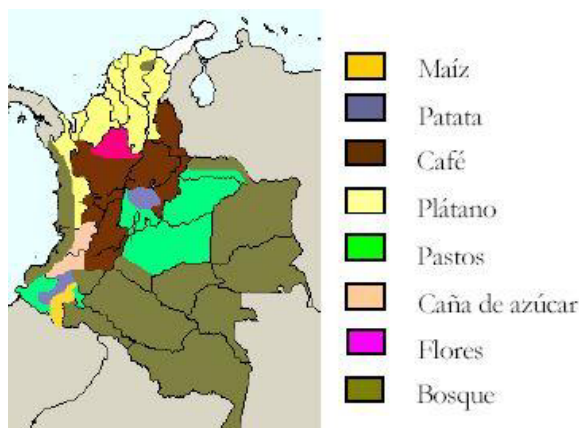 Maíz
Patata
Café
Plátano
Pastos
Caña de azúcar
Flores
Bosque